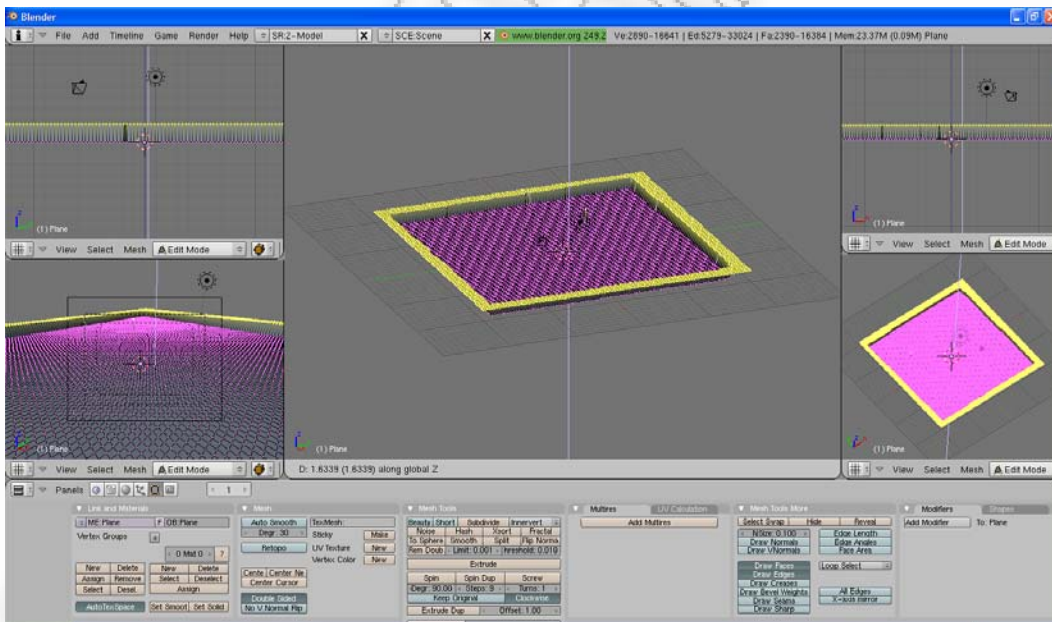 Blender
File Add Timeline Game Render Help SR:2-Model X SCE:Scene X www.blender.org 249.2 Ve:2890-16641 | Ed:5279-33024 | Fa:2390-16384 | Mem:23.37M (0.09M) Plane
(1) Plane
View Select Mesh Edit Mode
(1) Plane
View Select Mesh Edit Mode
(1) Plane
D: 1.6339 (1.6339) along global Z
(1) Plane
View Select Mesh Edit Mode
(1) Plane
View Select Mesh Edit Mode
Panels 1
Link and Materials
ME:Plane F OB:Plane
Vertex Groups
0 Mat 0 ?
New Delete New Delete
Assign Remove Select Deselect
Select Desel. Assign
AutoTexSpace Set Smoot Set Solid
Mesh
Auto Smooth TexMesh:
Degr: 30 Sticky Make
Retopo UV Texture New
Vertex Color New
Cente Center Ne
Center Cursor
Double Sided
No V.Normal Flip
Mesh Tools
Beauty Short Subdivide Innervert
Noise Hash Xsort Fractal
To Sphere Smooth Split Flip Norma
Rem Doub Limit: 0.001 hreshold: 0.010
Extrude
Spin Spin Dup Screw
Degr: 90.00 Steps: 9 Turns: 1
Keep Original Clockwise
Extrude Dup Offset: 1.00
Multires UV Calculation
Add Multires
Mesh Tools More
Select Swap Hide Reveal
NSize: 0.100 Edge Length
Draw Normals Edge Angles
Draw VNormals Face Area
Draw Faces Loop Select
Draw Edges
Draw Creases
Draw Bevel Weights All Edges
Draw Seams X-axis mirror
Draw Sharp
Modifiers Shapes
Add Modifier To: Plane